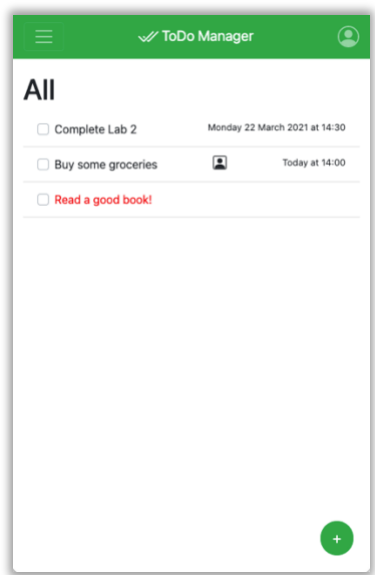 ToDo Manager
All
Complete Lab 2 Monday 22 March 2021 at 14:30
Buy some groceries Today at 14:00
Read a good book!
+